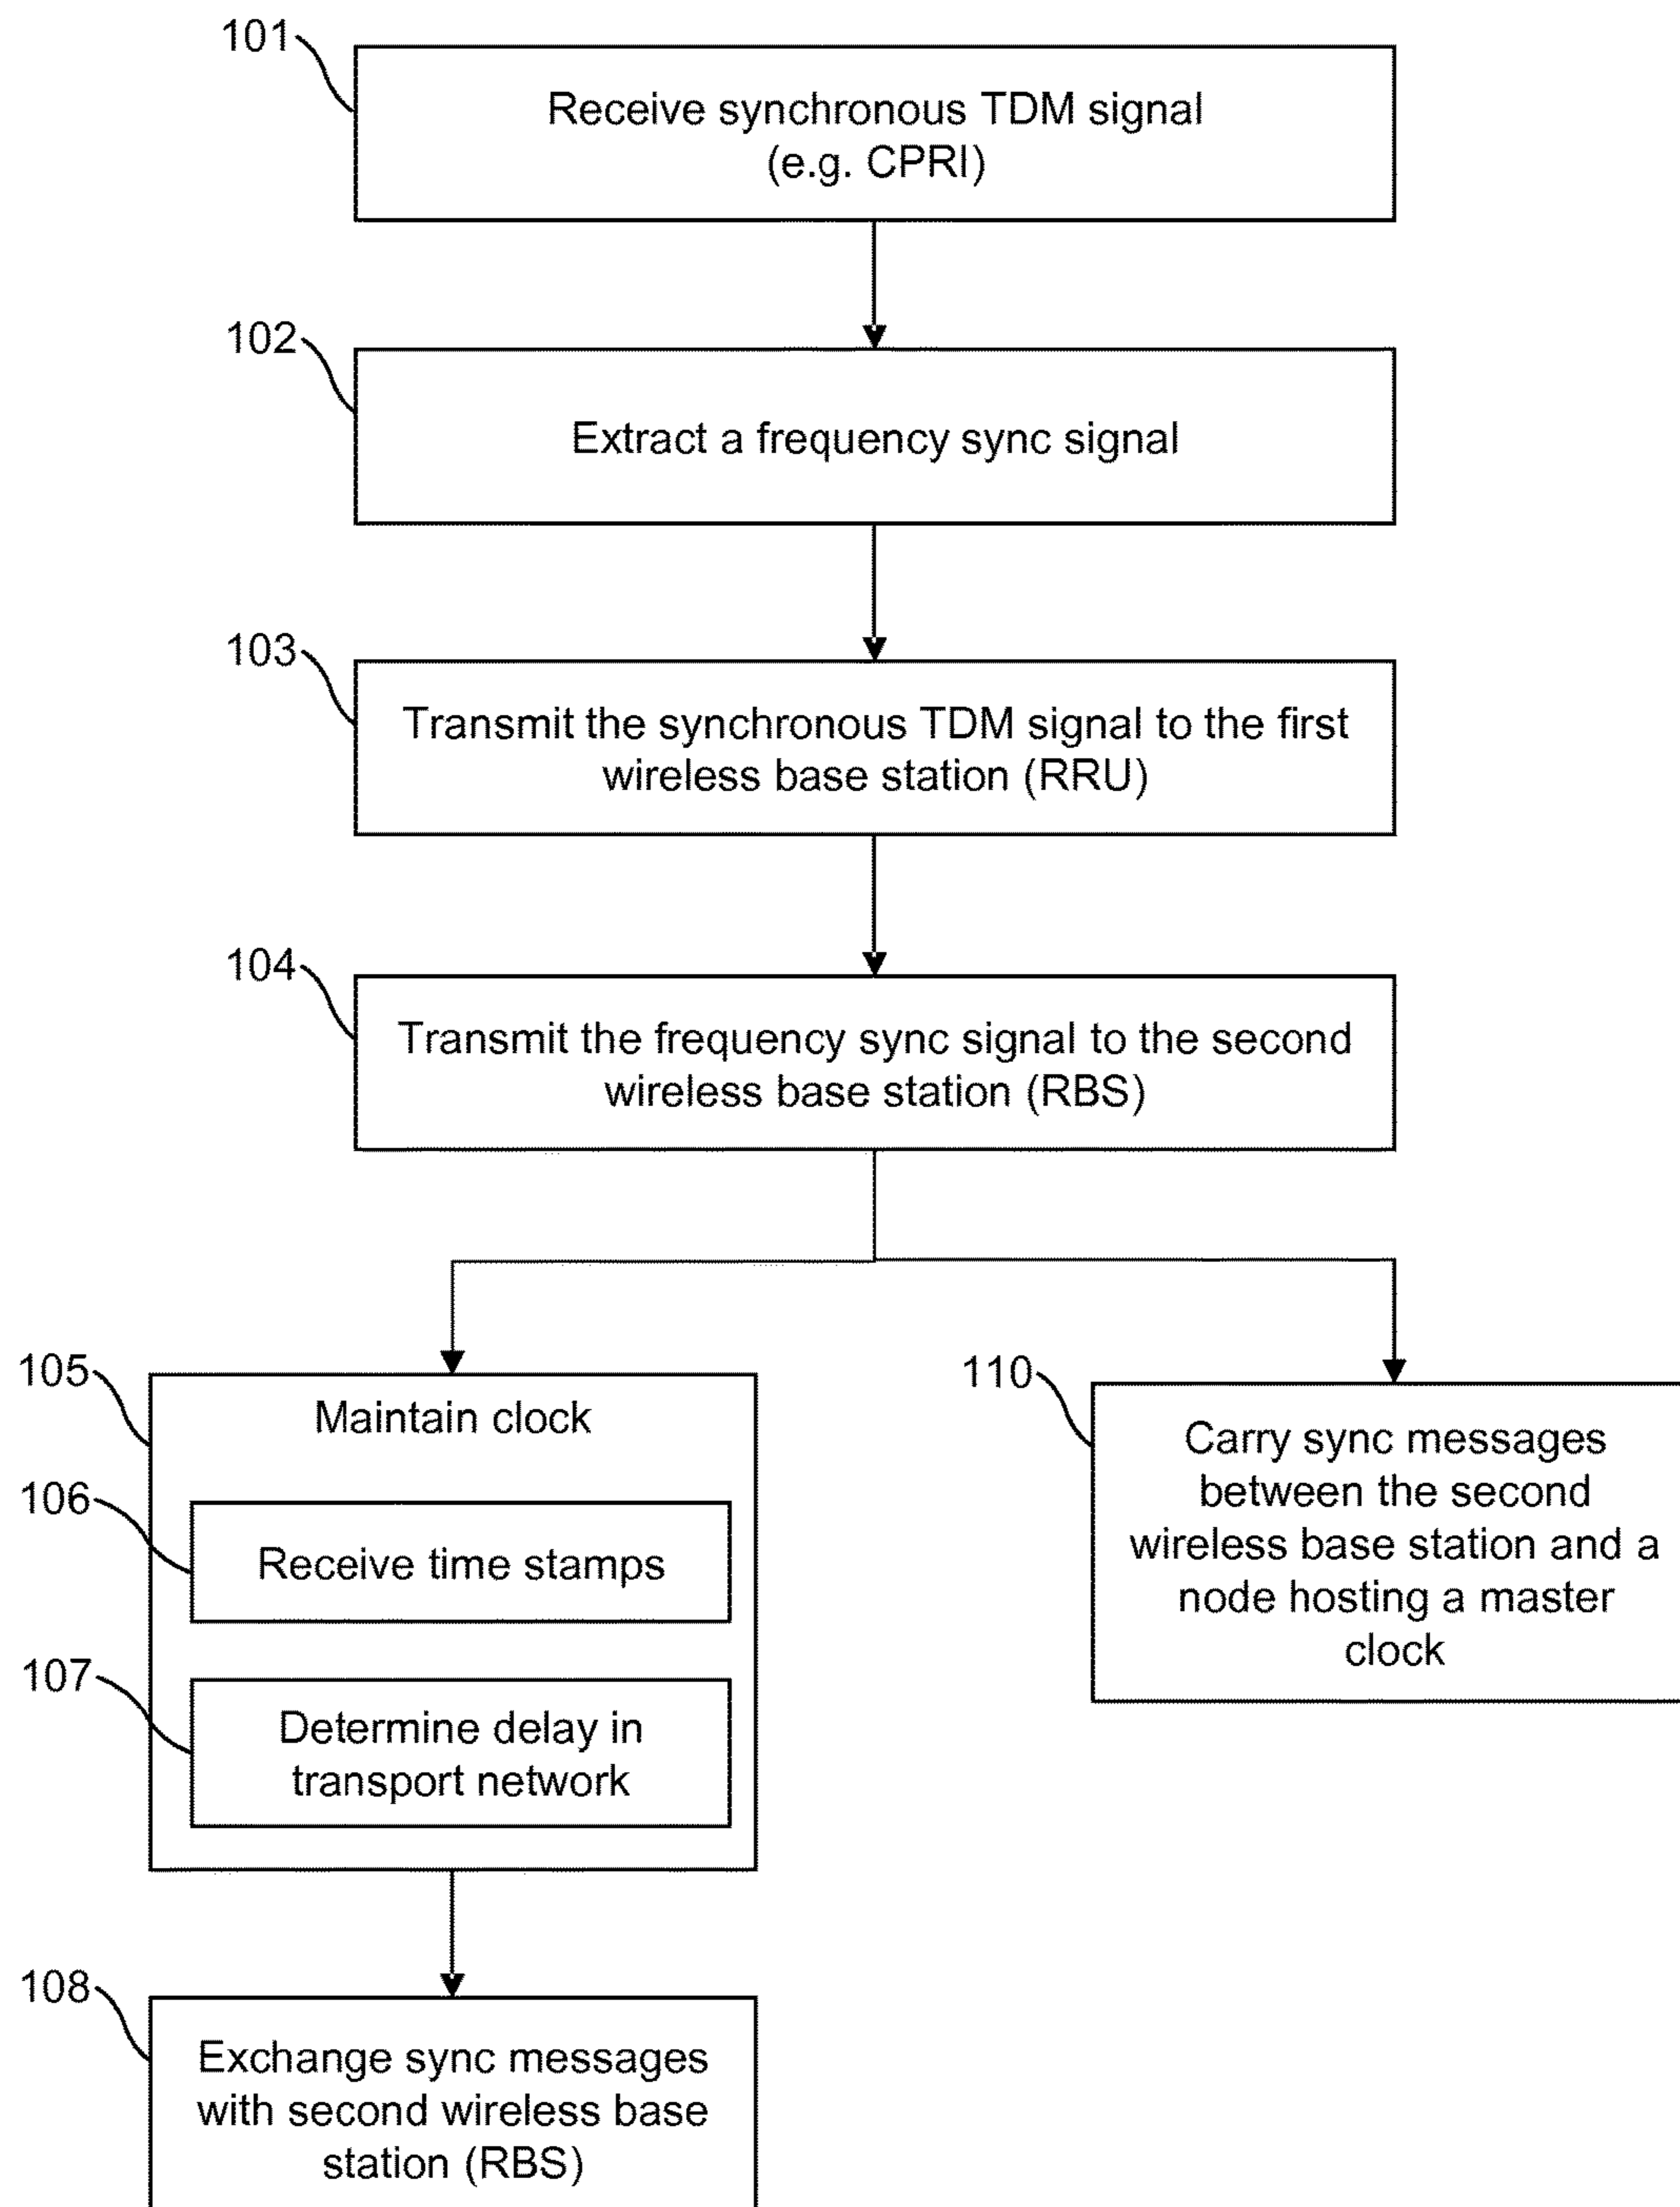 101
Receive synchronous TDM signal
(e.g. CPRI)
102
Extract a frequency sync signal
103
Transmit the synchronous TDM signal to the first
wireless base station (RRU)
104
Transmit the frequency sync signal to the second
wireless base station (RBS)
105
Maintain clock
106
Receive time stamps
107
Determine delay in
transport network
108
Exchange sync messages
with second wireless base
station (RBS)
110
Carry sync messages
between the second
wireless base station and a
node hosting a master
clock